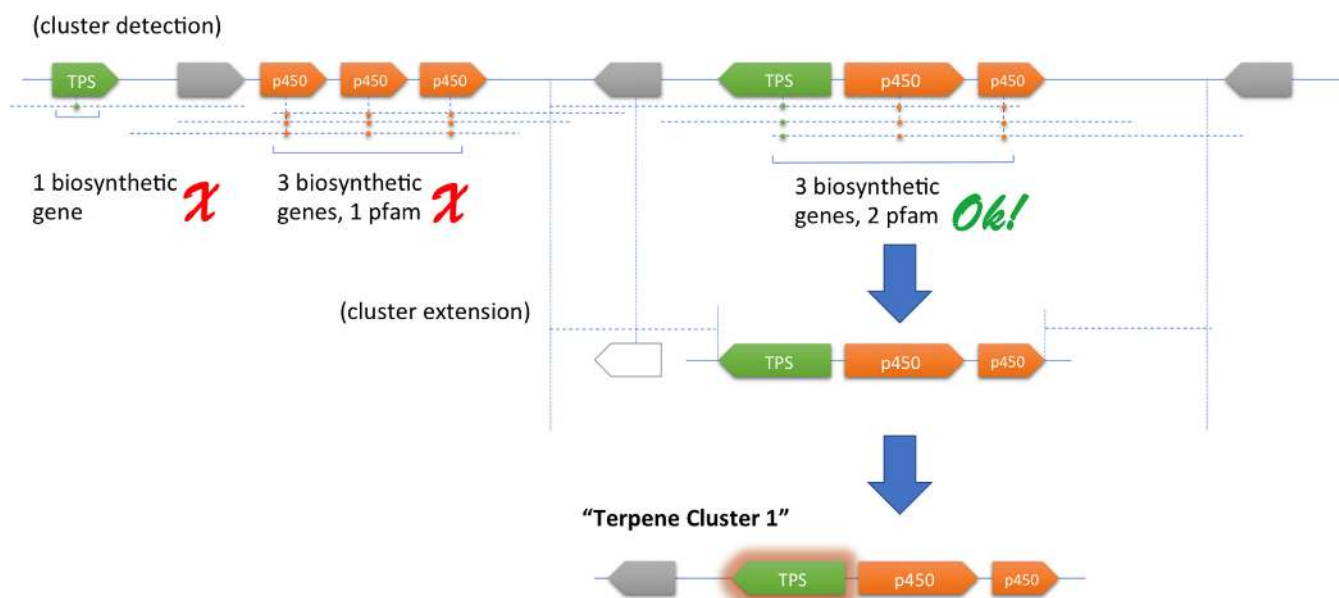 (cluster detection)
TPS
p450
p450
p450
TPS
p450
p450
1 biosynthetic
gene
X
3 biosynthetic
genes, 1 pfam
X
3 biosynthetic
genes, 2 pfam
Ok!
(cluster extension)
TPS
p450
p450
“Terpene Cluster 1”
TPS
p450
p450